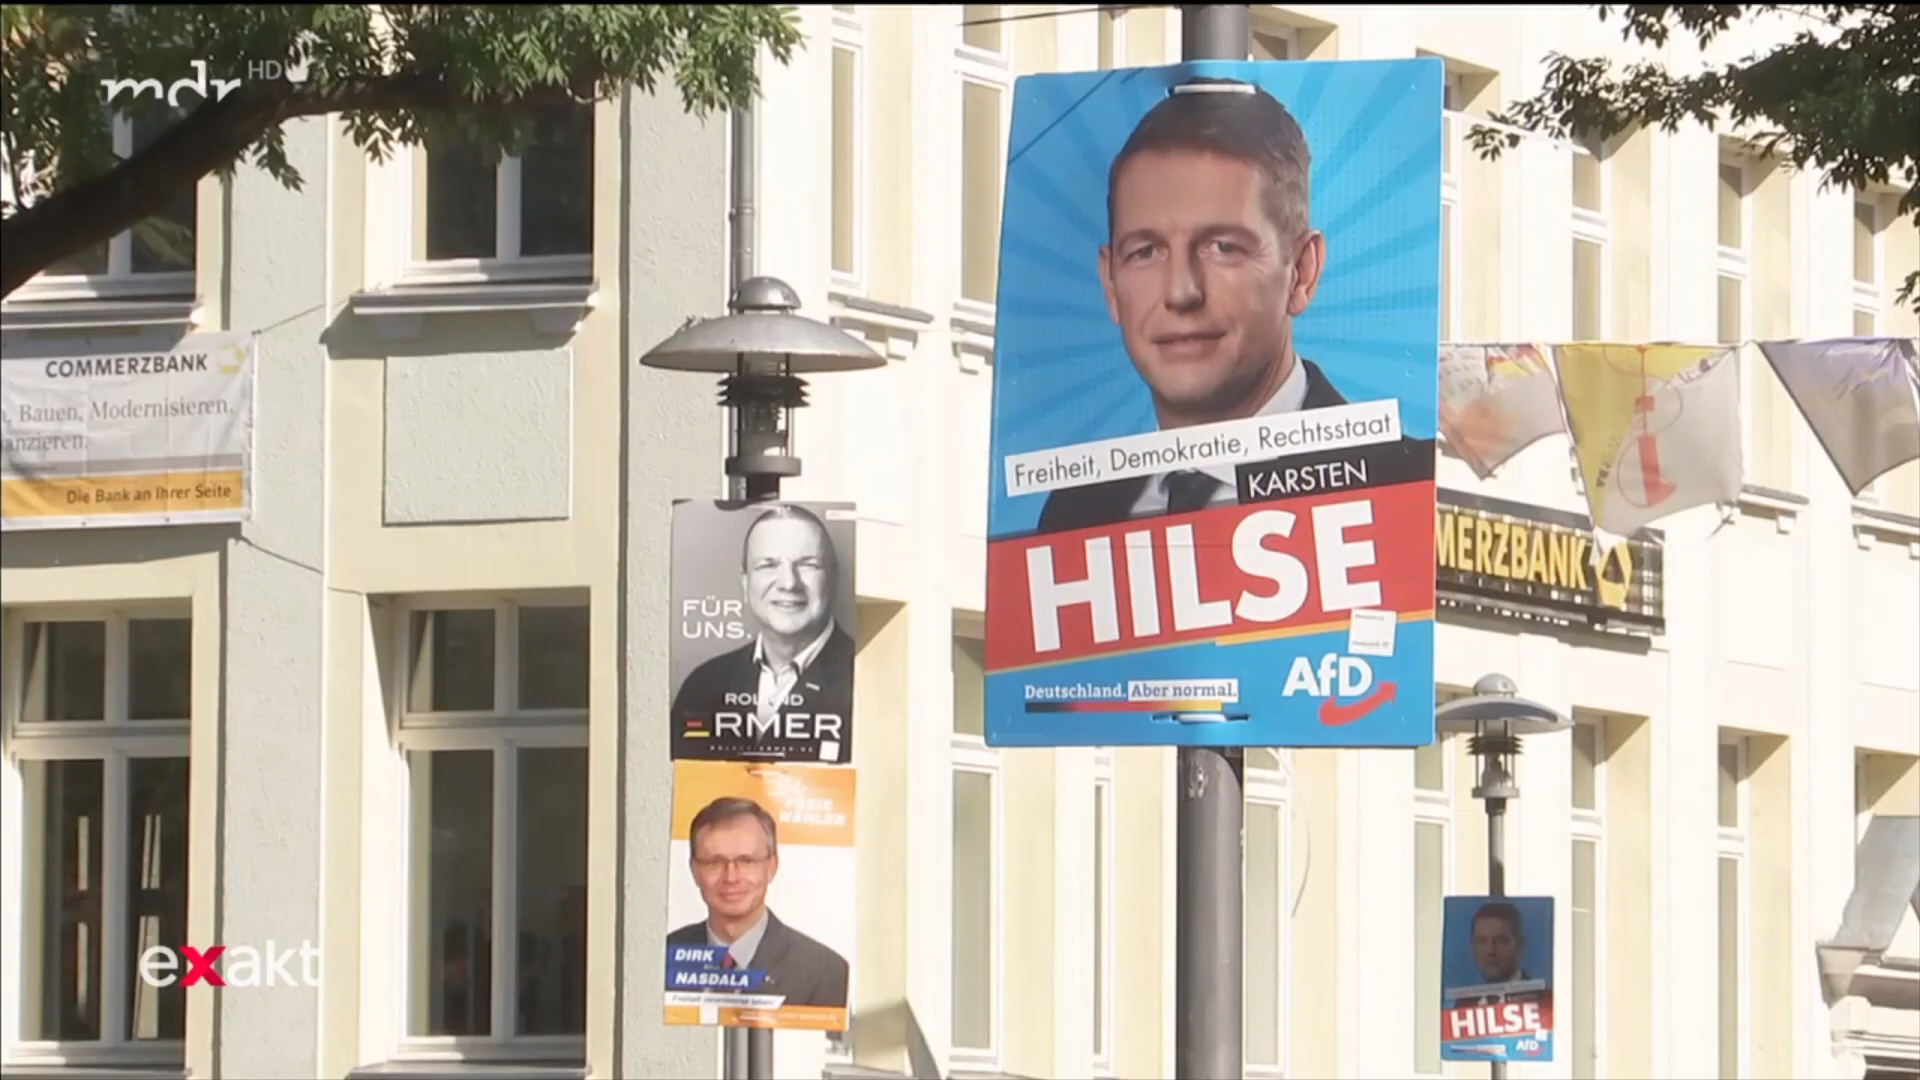 mdr HD
COMMERZBANK
, Bauen, Modernisieren,
anzieren.
Die Bank an Ihrer Seite
FÜR
UNS.
ROLAND
ERMER
FREIE
WÄHLER
DIRK
NASDALA
Freiheit, Demokratie, Rechtsstaat
KARSTEN
HILSE
Deutschland. Aber normal.
AfD
MERZBANK
HILSE
AfD
exakt